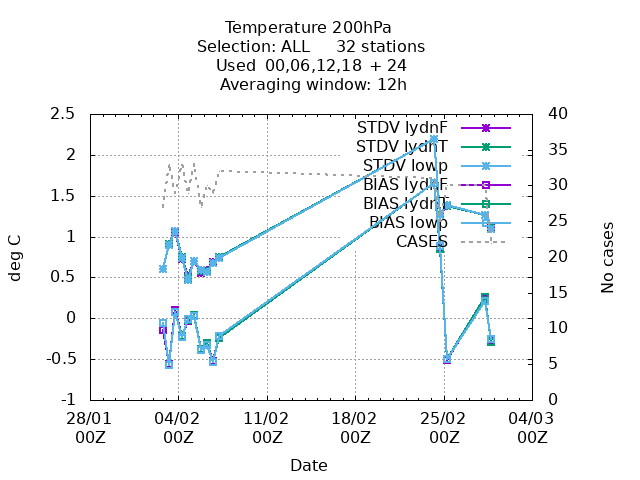 Temperature 200hPa
Selection: ALL 32 stations
Used 00,06,12,18 + 24
Averaging window: 12h
2.5
2
1.5
1
0.5
0
-0.5
-1
deg C
40
35
30
25
20
15
10
5
0
No cases
STDV lydnF
STDV lydnT
STDV lowp
BIAS lydnF
BIAS lydnT
BIAS lowp
CASES
28/01 04/02 11/02 18/02 25/02 04/03
00Z 00Z 00Z 00Z 00Z 00Z
Date